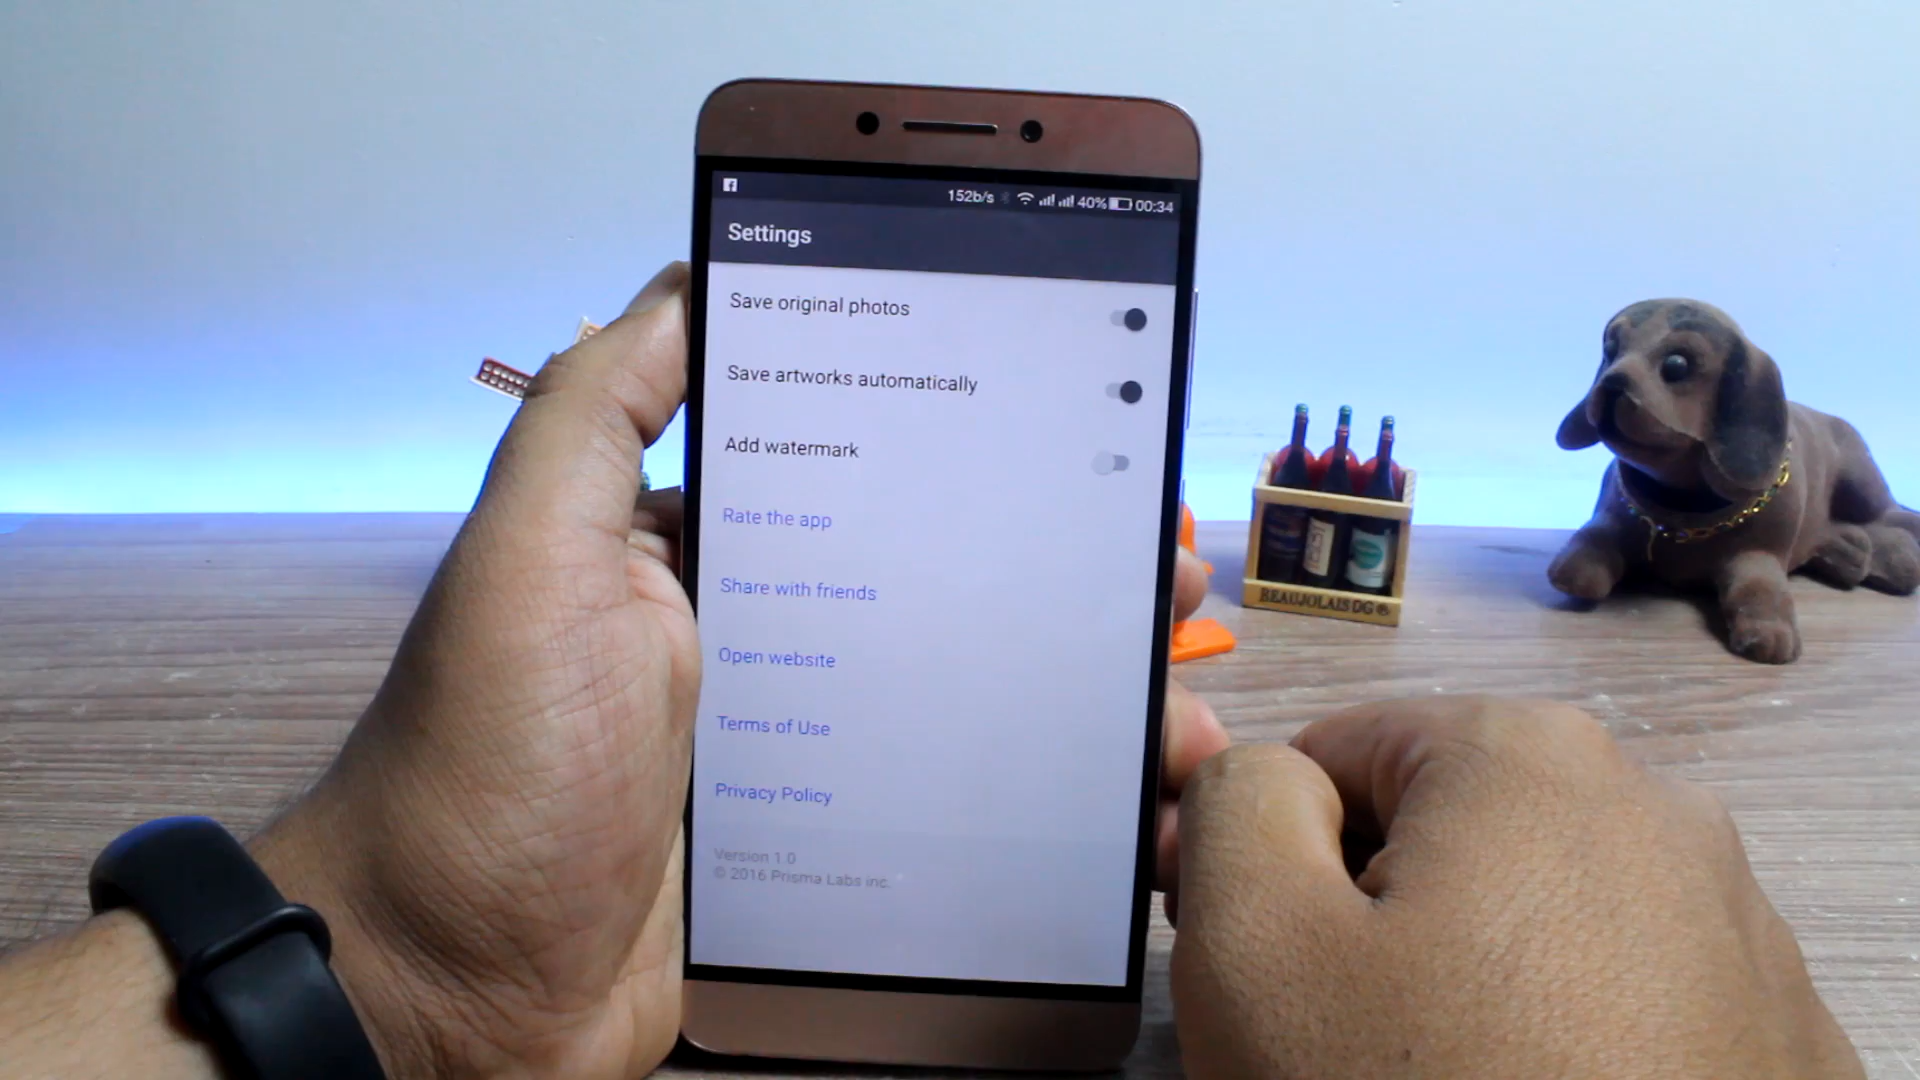 152b/s 40% 00:34
Settings
Save original photos
Save artworks automatically
Add watermark
Rate the app
Share with friends
Open website
Terms of Use
Privacy Policy
Version 1.0
© 2016 Prisma Labs inc.
BEAUJOLAIS DG ®